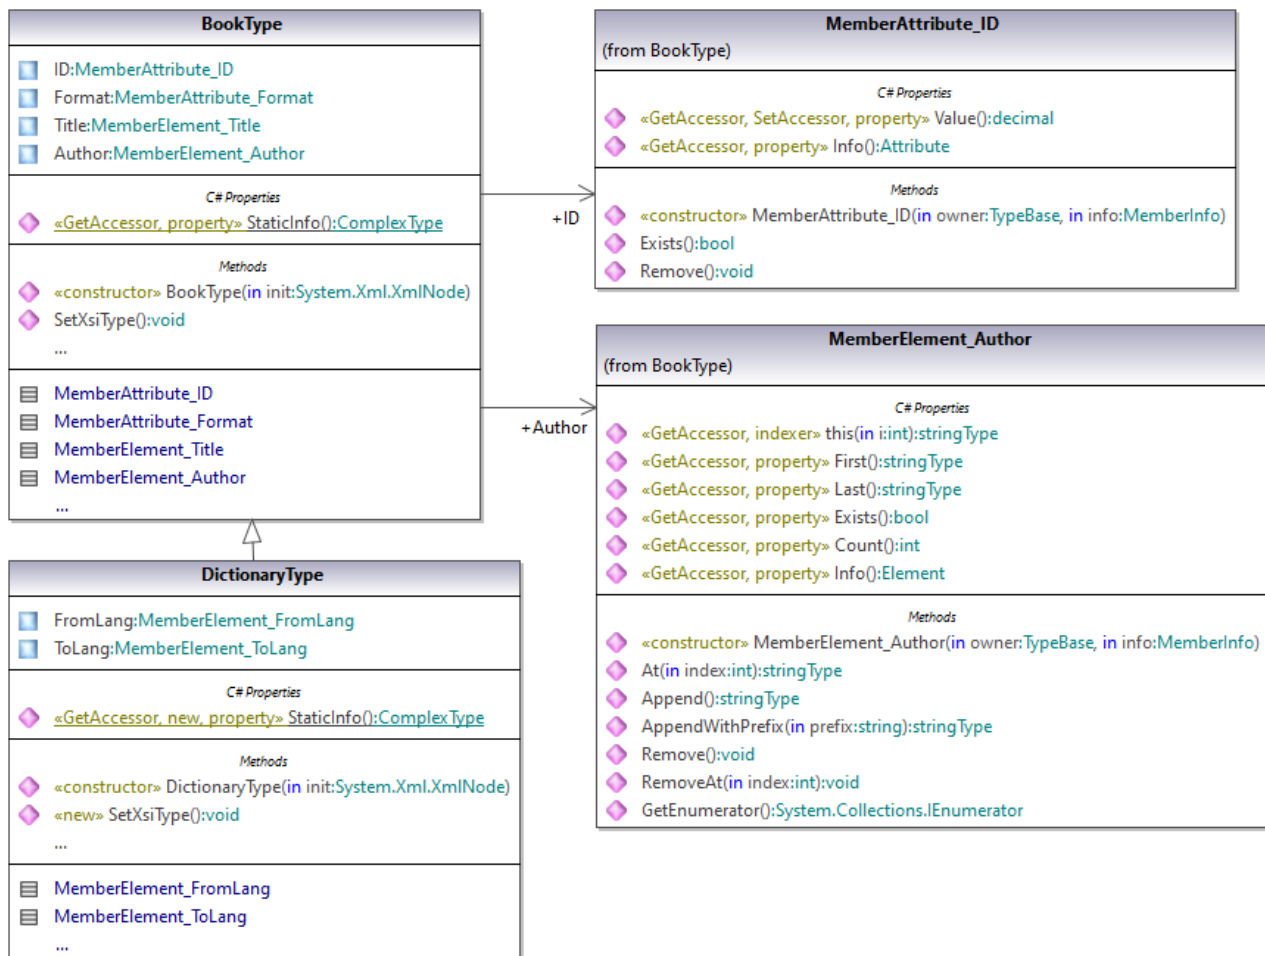 BookType
ID:MemberAttribute_ID
Format:MemberAttribute_Format
Title:MemberElement_Title
Author:MemberElement_Author
C# Properties
«GetAccessor, property» StaticInfo():ComplexType
Methods
«constructor» BookType(in init:System.Xml.XmlNode)
SetXsiType():void
...
MemberAttribute_ID
MemberAttribute_Format
MemberElement_Title
MemberElement_Author
...
+ID
+Author
MemberAttribute_ID
(from BookType)
C# Properties
«GetAccessor, SetAccessor, property» Value():decimal
«GetAccessor, property» Info():Attribute
Methods
«constructor» MemberAttribute_ID(in owner:TypeBase, in info:MemberInfo)
Exists():bool
Remove():void
MemberElement_Author
(from BookType)
C# Properties
«GetAccessor, indexer» this(in i:int):stringType
«GetAccessor, property» First():stringType
«GetAccessor, property» Last():stringType
«GetAccessor, property» Exists():bool
«GetAccessor, property» Count():int
«GetAccessor, property» Info():Element
Methods
«constructor» MemberElement_Author(in owner:TypeBase, in info:MemberInfo)
At(in index:int):stringType
Append():stringType
AppendWithPrefix(in prefix:string):stringType
Remove():void
RemoveAt(in index:int):void
GetEnumerator():System.Collections.IEnumerator
DictionaryType
FromLang:MemberElement_FromLang
ToLang:MemberElement_ToLang
C# Properties
«GetAccessor, new, property» StaticInfo():ComplexType
Methods
«constructor» DictionaryType(in init:System.Xml.XmlNode)
«new» SetXsiType():void
...
MemberElement_FromLang
MemberElement_ToLang
...